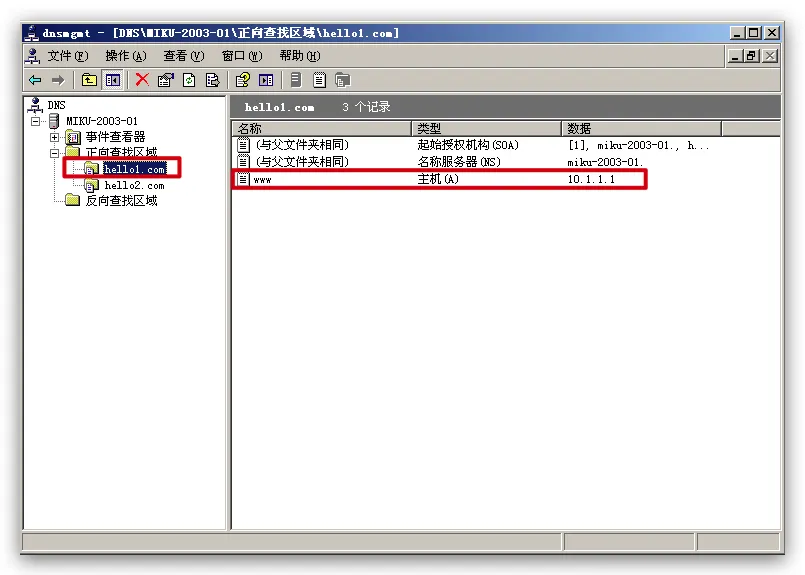 dnsmgmt - [DNS\MIKU-2003-01\正向查找区域\hello1.com]
文件(F) 操作(A) 查看(V) 窗口(W) 帮助(H)
DNS
MIKU-2003-01
事件查看器
正向查找区域
hello1.com
hello2.com
反向查找区域
hello1.com 3 个记录
名称 类型 数据
(与父文件夹相同) 起始授权机构(SOA) [1], miku-2003-01., h...
(与父文件夹相同) 名称服务器(NS) miku-2003-01.
www 主机(A) 10.1.1.1